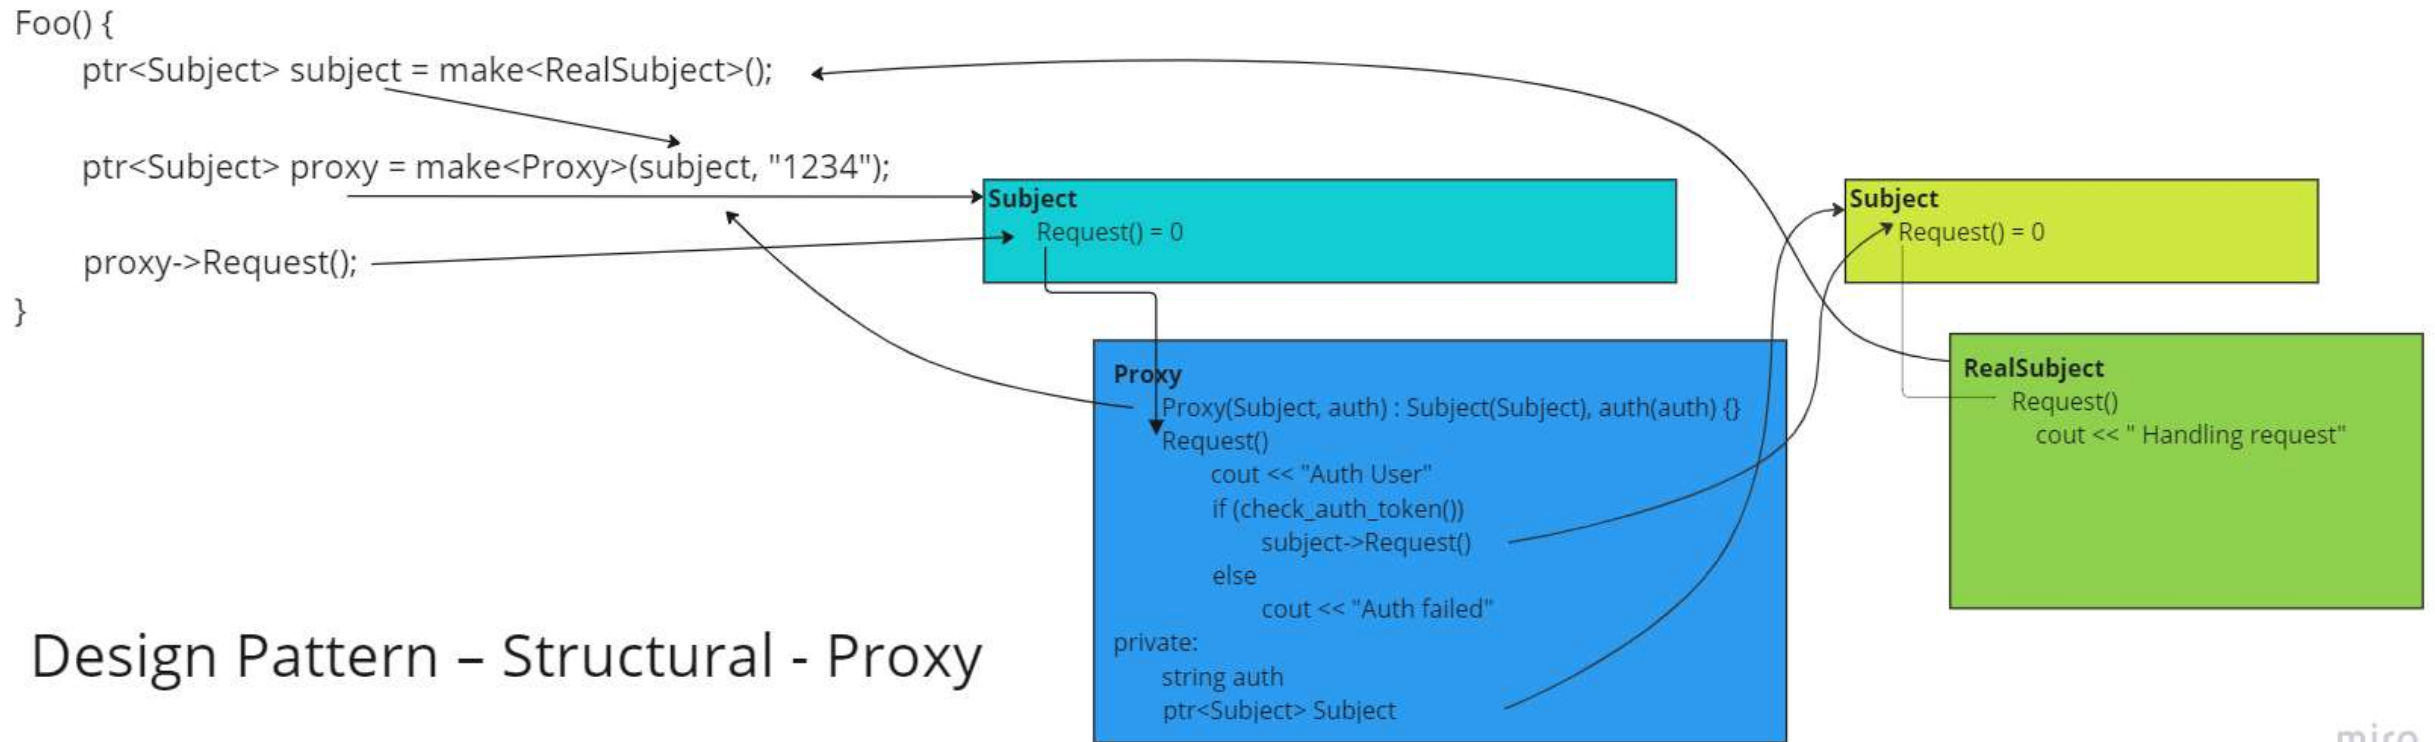 Foo() {
ptr<Subject> subject = make<RealSubject>();
ptr<Subject> proxy = make<Proxy>(subject, "1234");
proxy->Request();
}
Subject
Request() = 0
Subject
Request() = 0
Proxy
Proxy(Subject, auth) : Subject(Subject), auth(auth) {}
Request()
cout << "Auth User"
if (check_auth_token())
subject->Request()
else
cout << "Auth failed"
private:
string auth
ptr<Subject> Subject
RealSubject
Request()
cout << " Handling request"
Design Pattern – Structural - Proxy
miro